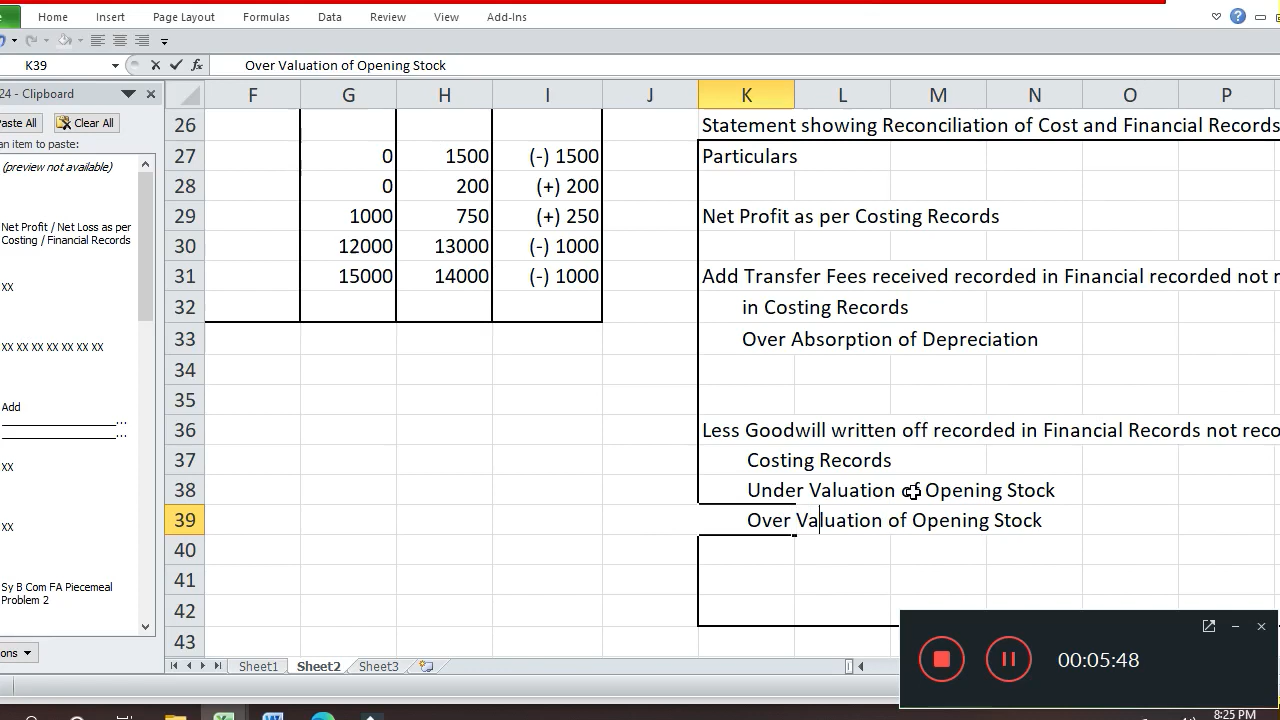 Home Insert Page Layout Formulas Data Review View Add-Ins
K39 fx Over Valuation of Opening Stock
24 - Clipboard
Paste All Clear All
an item to paste:
(preview not available)
Net Profit / Net Loss as per
Costing / Financial Records
XX
XX XX XX XX XX XX XX
Add
XX
XX
Sy B Com FA Piecemeal
Problem 2
F G H I J K L M N O P
26 Statement showing Reconciliation of Cost and Financial Records
27 0 1500 (-) 1500 Particulars
28 0 200 (+) 200
29 1000 750 (+) 250 Net Profit as per Costing Records
30 12000 13000 (-) 1000
31 15000 14000 (-) 1000 Add Transfer Fees received recorded in Financial recorded not
32 in Costing Records
33 Over Absorption of Depreciation
34
35
36 Less Goodwill written off recorded in Financial Records not
37 Costing Records
38 Under Valuation of Opening Stock
39 Over Valuation of Opening Stock
40
41
42
43
Sheet1 Sheet2 Sheet3
00:05:48
8:25 PM